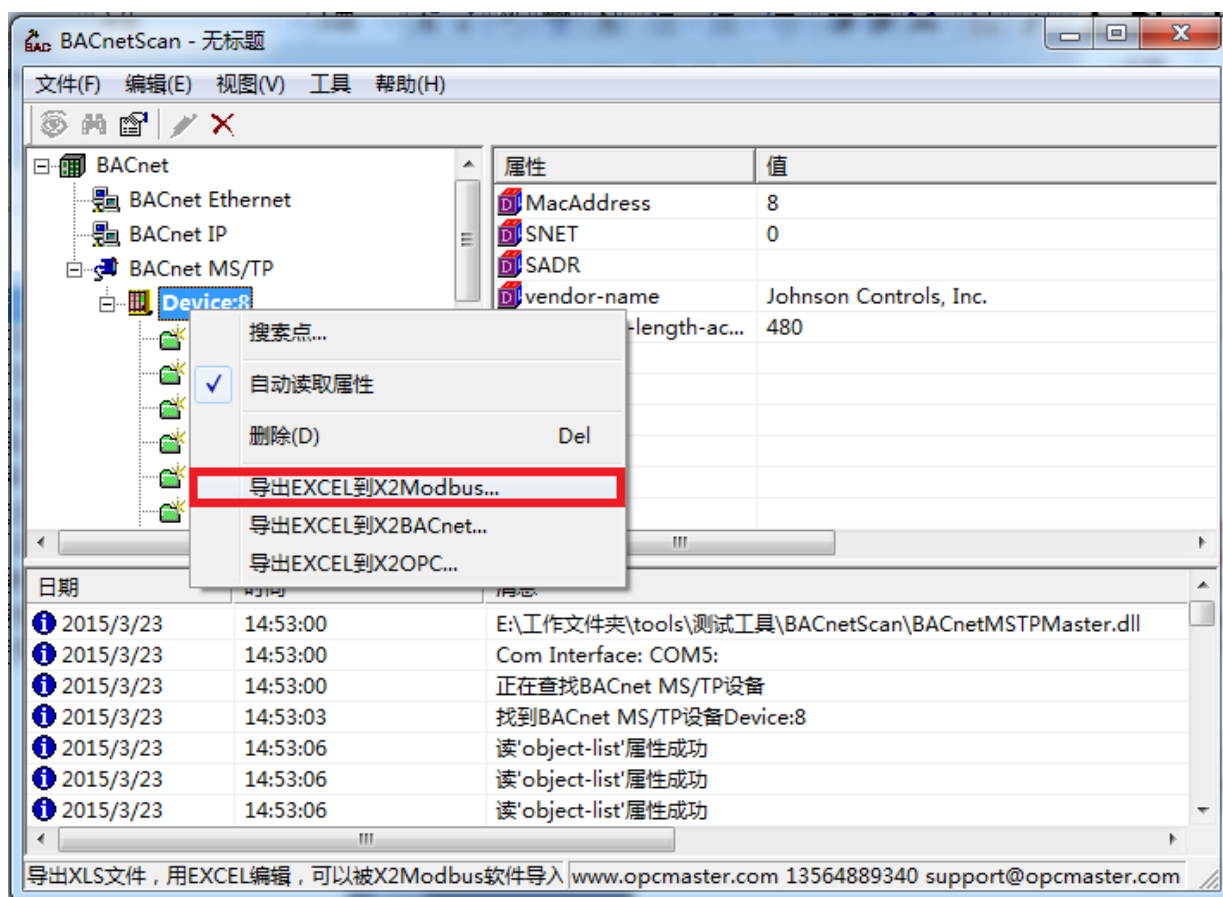 BACnetScan - 无标题
文件(F) 编辑(E) 视图(V) 工具 帮助(H)
BACnet
BACnet Ethernet
BACnet IP
BACnet MS/TP
Device:8
属性 值
MacAddress 8
SNET 0
SADR
vendor-name Johnson Controls, Inc.
-length-ac... 480
搜索点...
自动读取属性
删除(D) Del
导出EXCEL到X2Modbus...
导出EXCEL到X2BACnet...
导出EXCEL到X2OPC...
日期 时间 消息
2015/3/23 14:53:00 E:\工作文件夹\tools\测试工具\BACnetScan\BACnetMSTPMaster.dll
2015/3/23 14:53:00 Com Interface: COM5:
2015/3/23 14:53:00 正在查找BACnet MS/TP设备
2015/3/23 14:53:03 找到BACnet MS/TP设备Device:8
2015/3/23 14:53:06 读'object-list'属性成功
2015/3/23 14:53:06 读'object-list'属性成功
2015/3/23 14:53:06 读'object-list'属性成功
导出XLS文件，用EXCEL编辑，可以被X2Modbus软件导入 www.opcmaster.com 13564889340 support@opcmaster.com